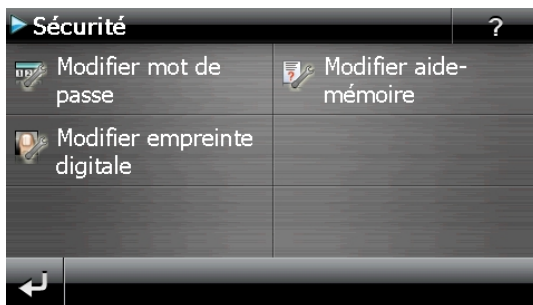 Sécurité
?
Modifier mot de
passe
Modifier aide-
mémoire
Modifier empreinte
digitale